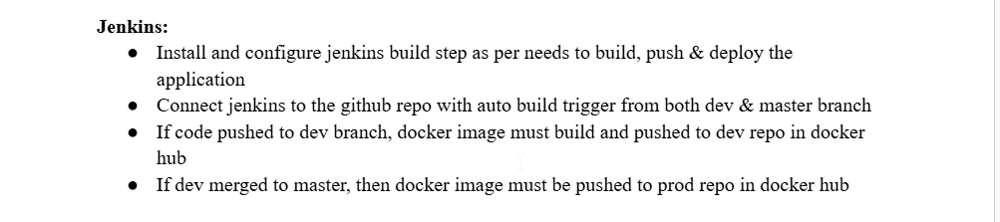 Jenkins:
● Install and configure jenkins build step as per needs to build, push & deploy the
application
● Connect jenkins to the github repo with auto build trigger from both dev & master branch
● If code pushed to dev branch, docker image must build and pushed to dev repo in docker
hub
● If dev merged to master, then docker image must be pushed to prod repo in docker hub